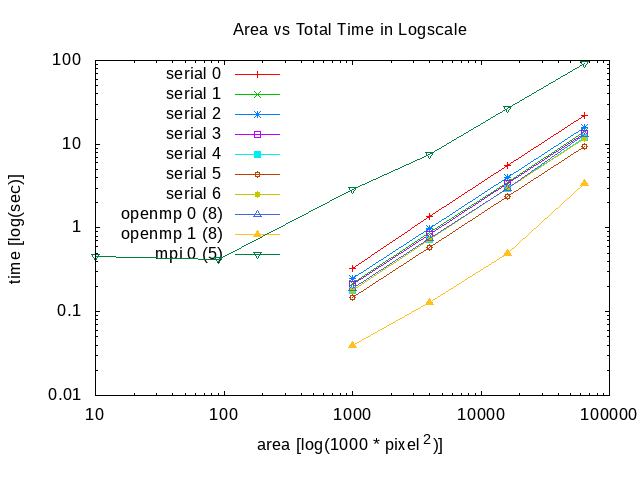 Area vs Total Time in Logscale
100
10
1
0.1
0.01
time [log(sec)]
serial 0
serial 1
serial 2
serial 3
serial 4
serial 5
serial 6
openmp 0 (8)
openmp 1 (8)
mpi 0 (5)
10 100 1000 10000 100000
area [log(1000 * pixel²)]